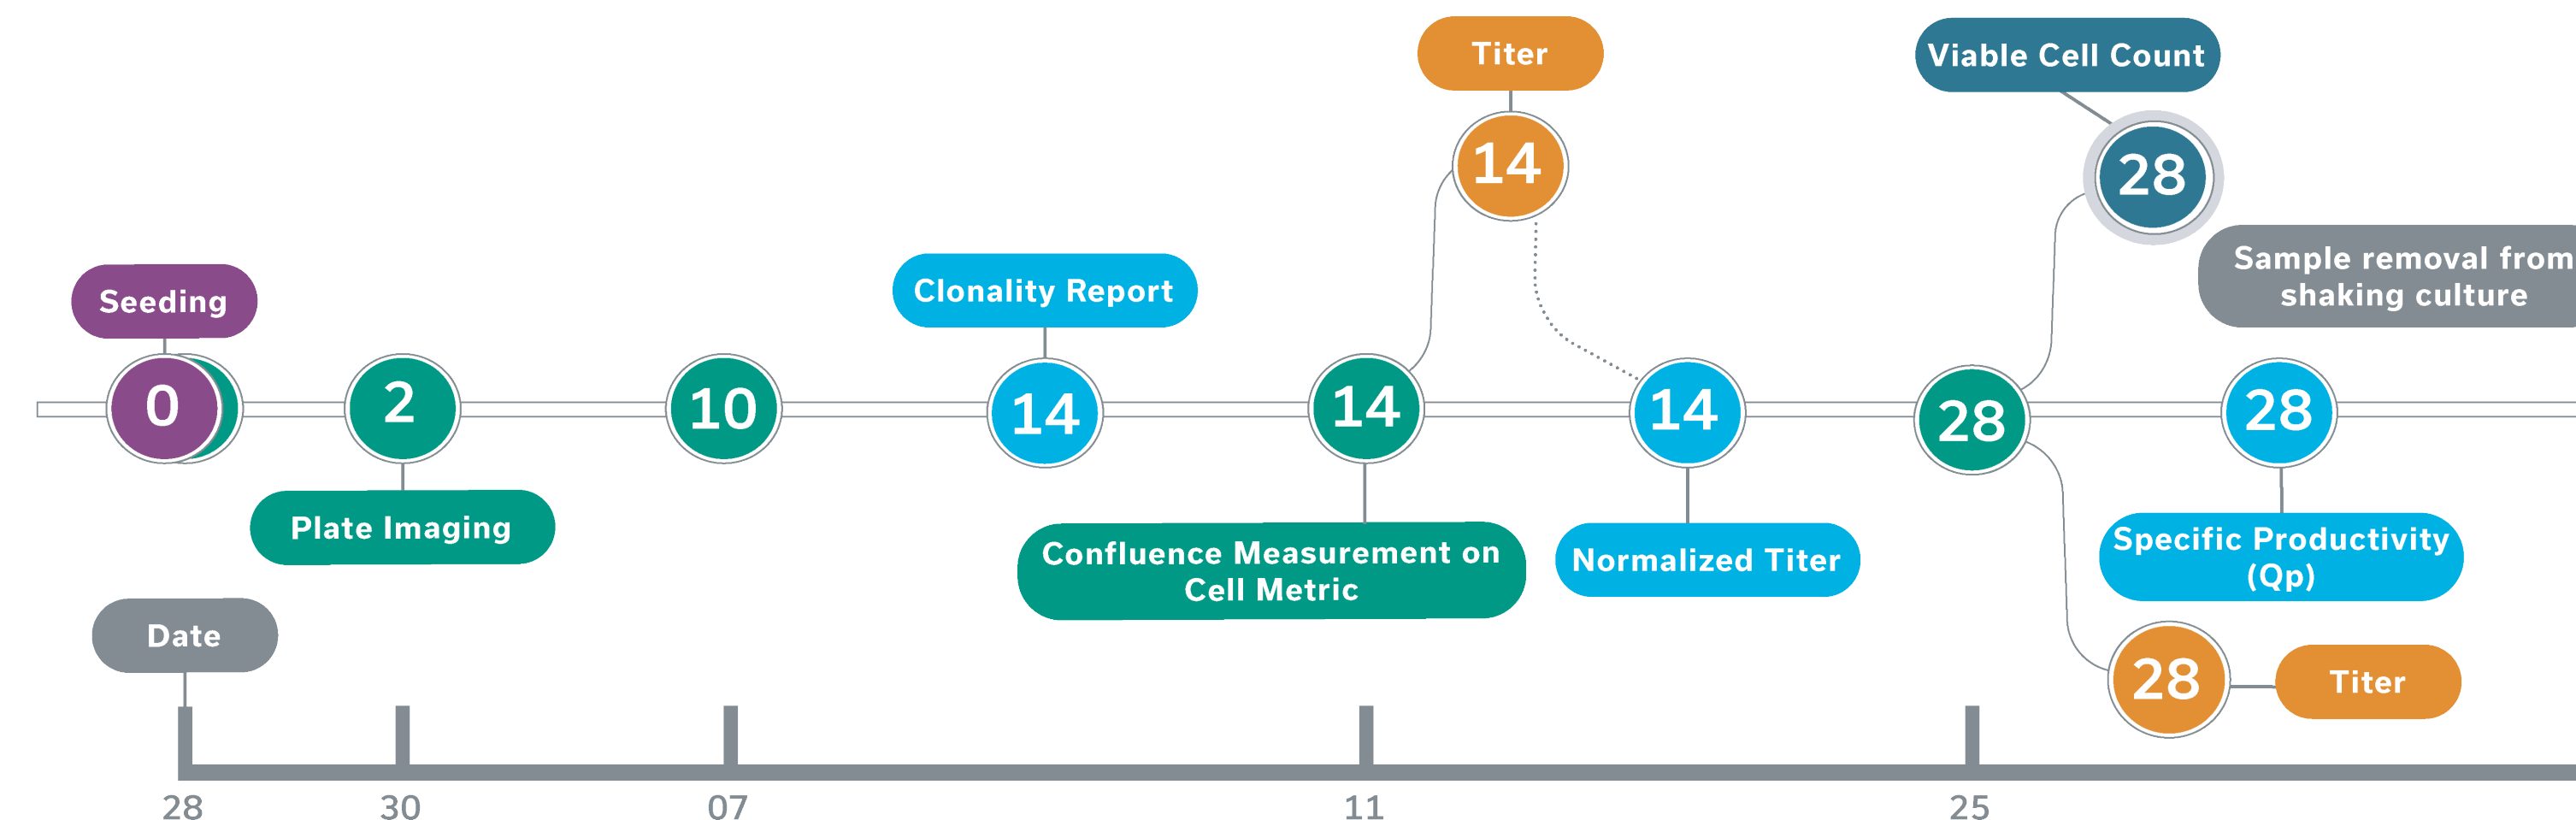 Titer
Viable Cell Count
14
28
Sample removal from
shaking culture
Seeding
Clonality Report
0
2
10
14
14
14
28
28
Plate Imaging
Confluence Measurement on
Cell Metric
Normalized Titer
Specific Productivity
(Qp)
Date
28
Titer
28
30
07
11
25